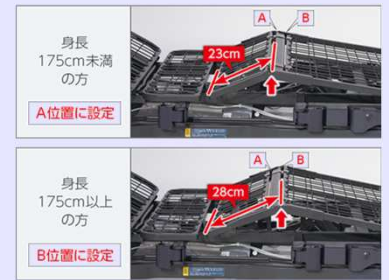 身長
175cm未満
の方
A位置に設定
A B
23cm
身長
175cm以上
の方
B位置に設定
A B
28cm